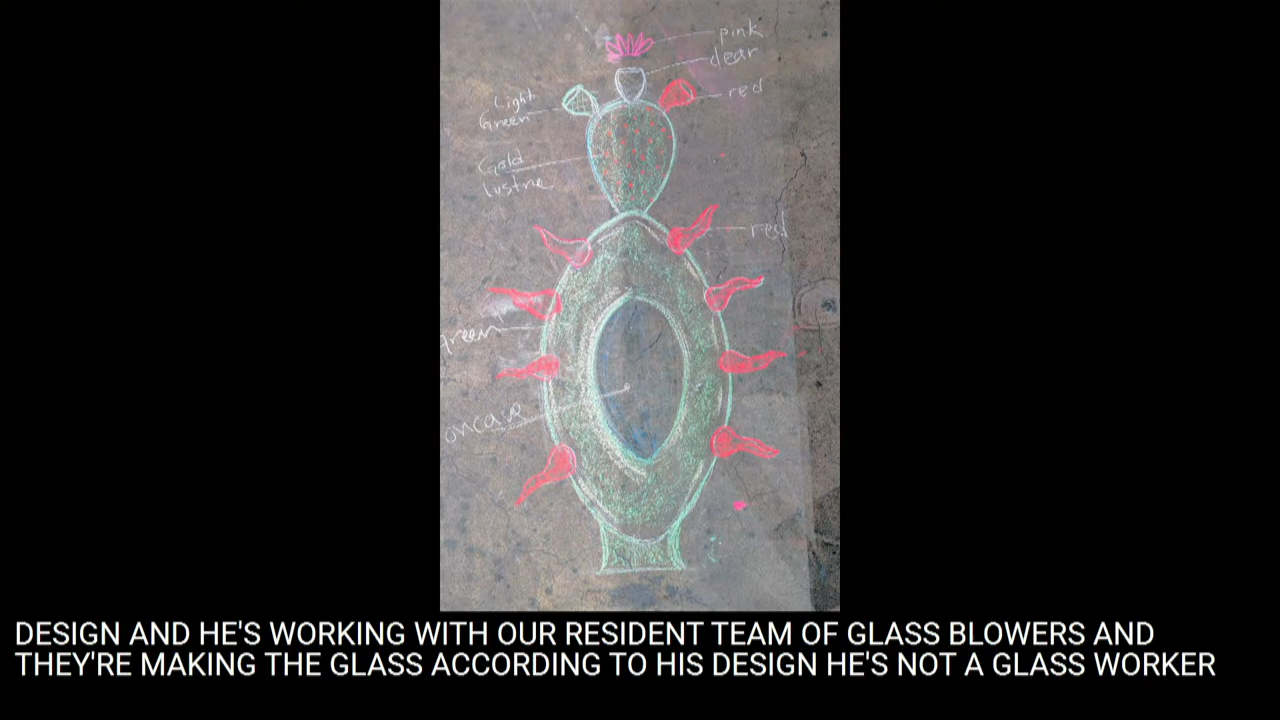 pink
clear
red
Light
Green
Gold
lustre
red
green
oncave
DESIGN AND HE'S WORKING WITH OUR RESIDENT TEAM OF GLASS BLOWERS AND
THEY'RE MAKING THE GLASS ACCORDING TO HIS DESIGN HE'S NOT A GLASS WORKER